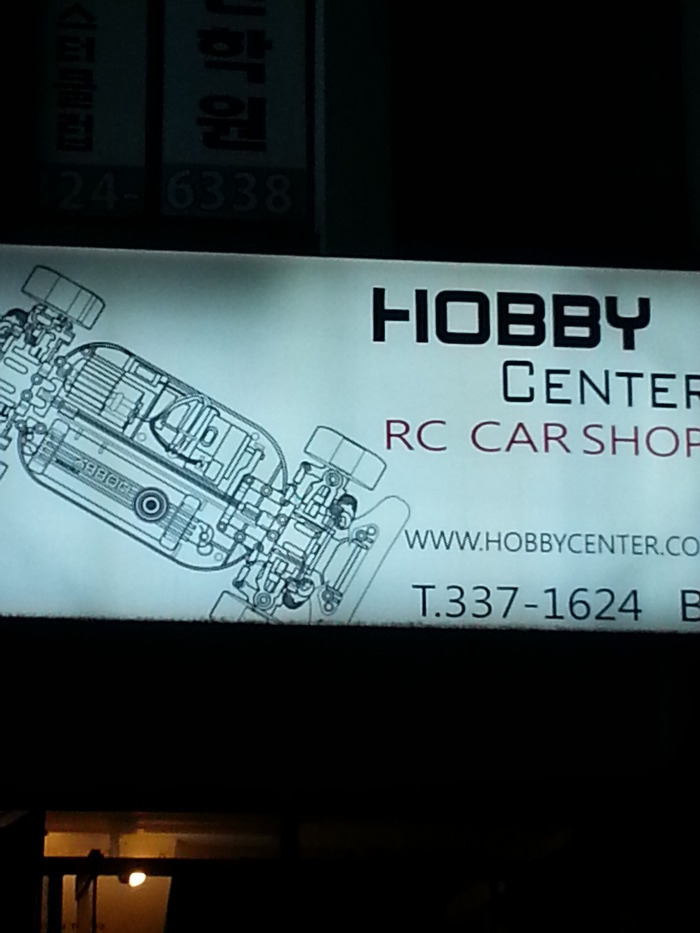 학원
24-6338
HOBBY
CENTER
RC CAR SHOP
WWW.HOBBYCENTER.CO
T.337-1624 B